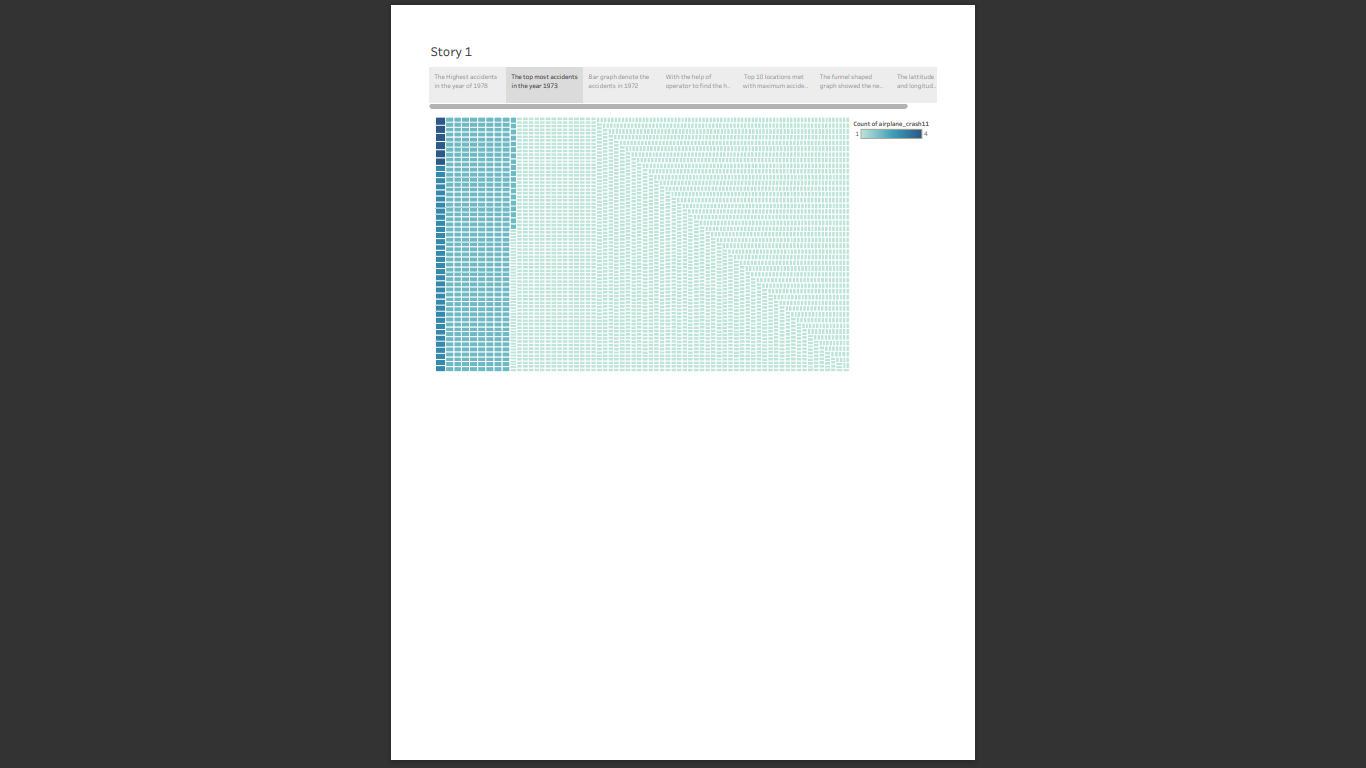 Story 1
The Highest accidents
in the year of 1978
The top most accidents
in the year 1973
Bar graph denote the
accidents in 1972
With the help of
operator to find the h..
Top 10 locations met
with maximum accide..
The funnel shaped
graph showed the ne..
The lattitude
and longitud..
Count of airplane_crash11
1
4